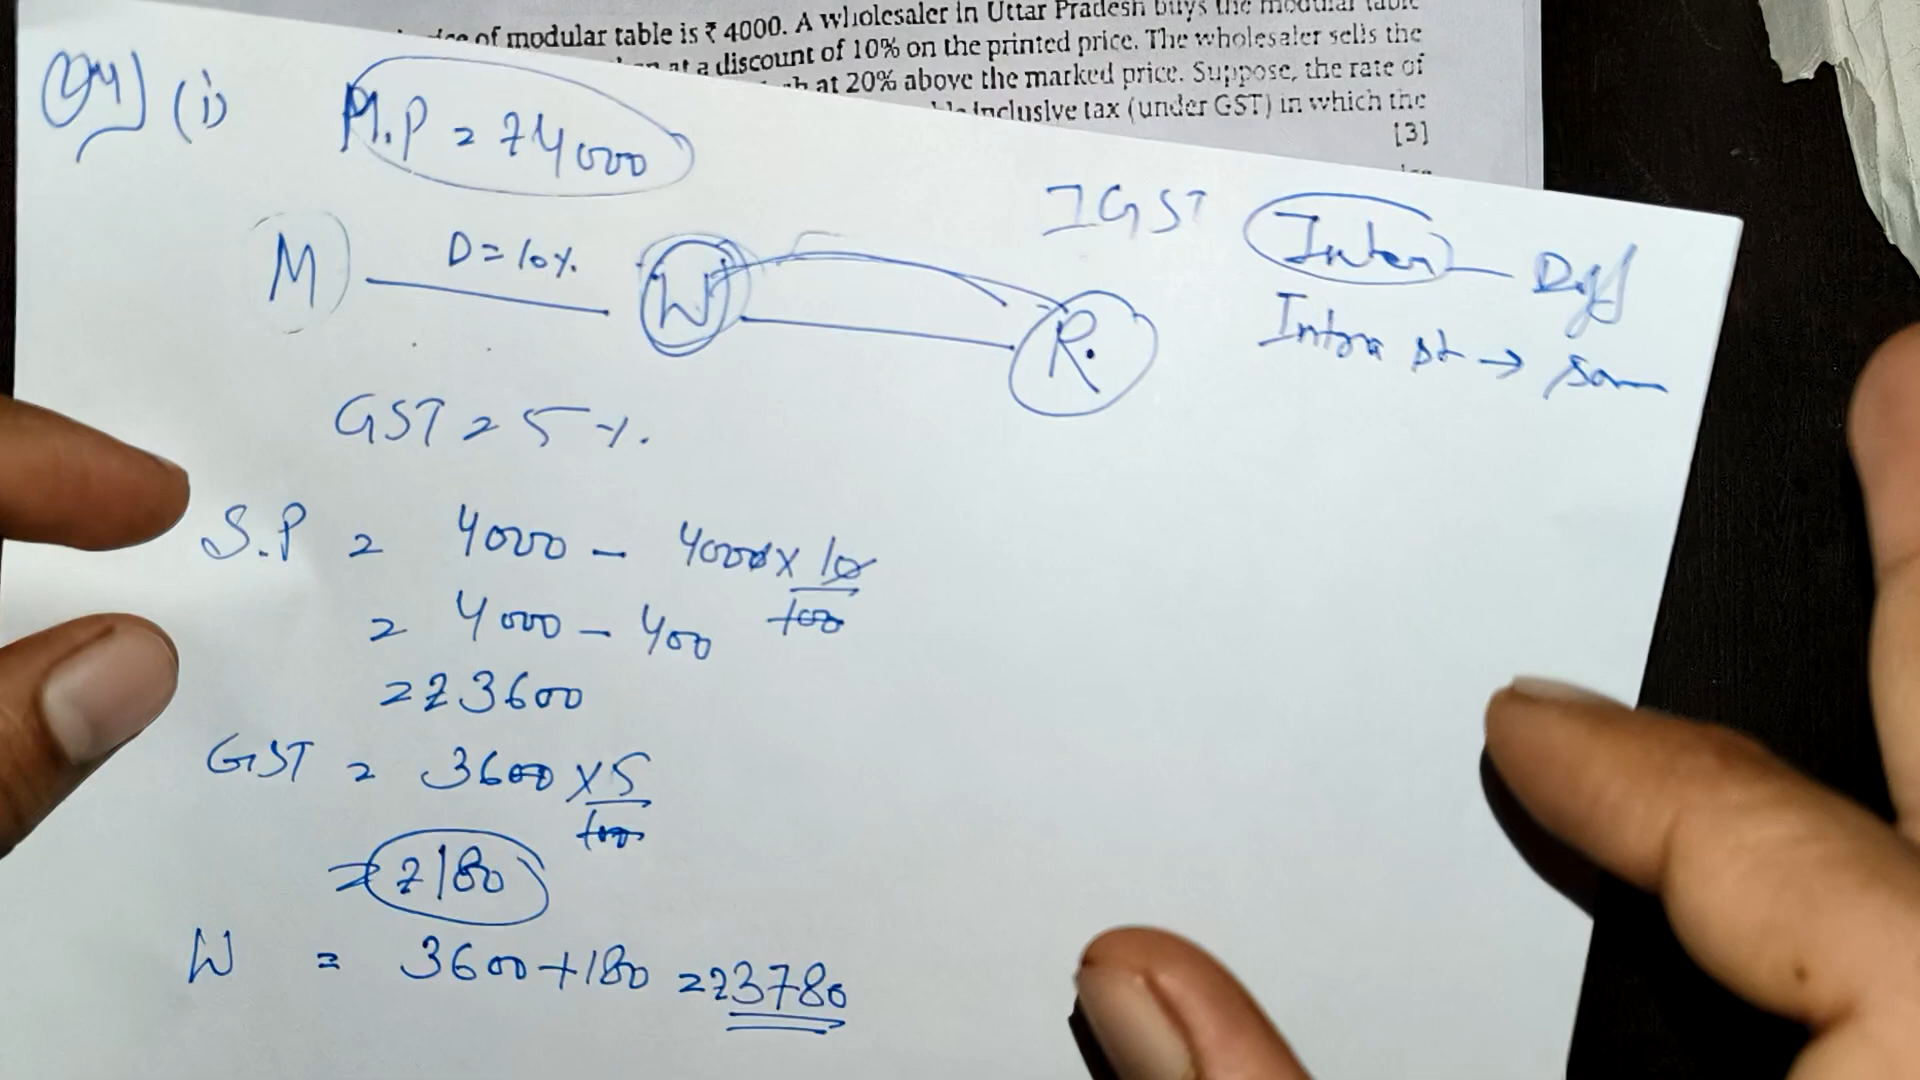 of modular table is ₹ 4000. A wholesaler in Uttar Pradesh buys the modular table
at a discount of 10% on the printed price. The wholesaler sells the
at 20% above the marked price. Suppose, the rate of
inclusive tax (under GST) in which the
[3]
(i) M.P = ₹4000
IGST Inter — Diff
Intra st → Sam
M D = 10% W R.
GST = 5%.
S.P = 4000 - 4000 x 10/100
= 4000 - 400
= ₹3600
GST = 3600 x 5/100
= ₹180
W = 3600 + 180 = ₹3780